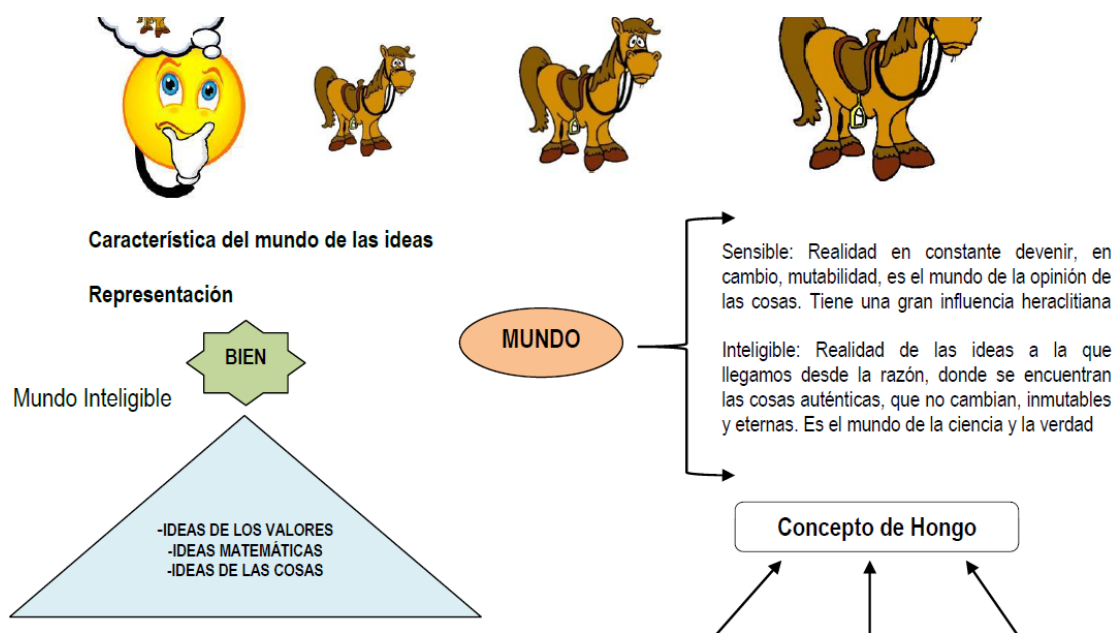 Característica del mundo de las ideas
Representación
BIEN
Mundo Inteligible
-IDEAS DE LOS VALORES
-IDEAS MATEMÁTICAS
-IDEAS DE LAS COSAS
MUNDO
Sensible: Realidad en constante devenir, en
cambio, mutabilidad, es el mundo de la opinión de
las cosas. Tiene una gran influencia heraclitiana
Inteligible: Realidad de las ideas a la que
llegamos desde la razón, donde se encuentran
las cosas auténticas, que no cambian, inmutables
y eternas. Es el mundo de la ciencia y la verdad
Concepto de Hongo